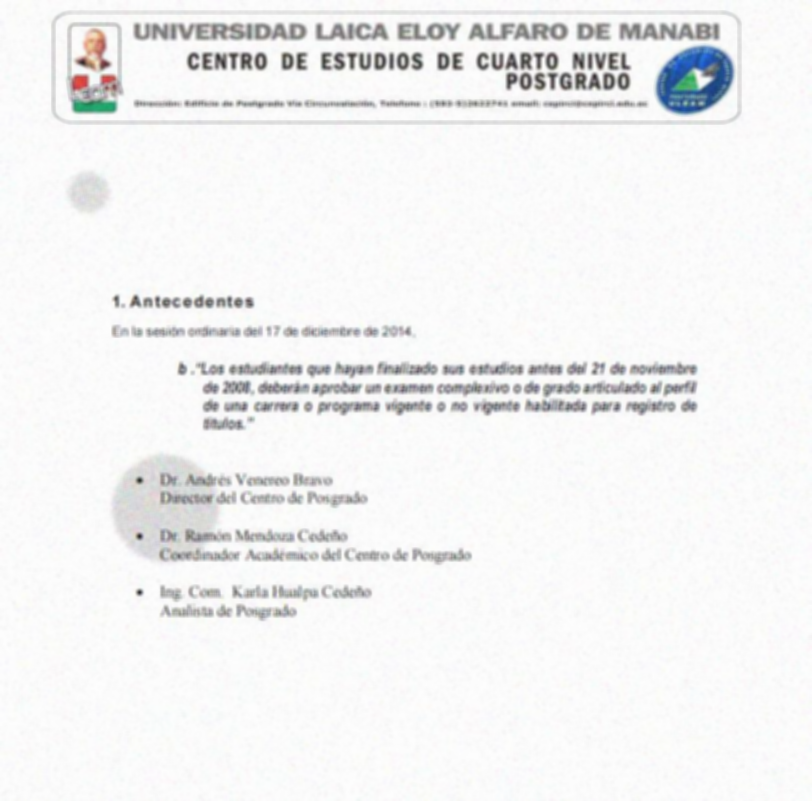 UNIVERSIDAD LAICA ELOY ALFARO DE MANABI
CENTRO DE ESTUDIOS DE CUARTO NIVEL
POSTGRADO
Dirección: Edificio de Postgrado Vía Circunvalación, Teléfono : (593-5)2622741 email:
1. Antecedentes
En la sesión ordinaria del 17 de diciembre de 2014,
b ."Los estudiantes que hayan finalizado sus estudios antes del 21 de noviembre
de 2008, deberán aprobar un examen complexivo o de grado articulado al perfil
de una carrera o programa vigente o no vigente habilitada para registro de
títulos."
• Dr. Andrés Venereo Bravo
Director del Centro de Posgrado
• Dr. Ramón Mendoza Cedeño
Coordinador Académico del Centro de Posgrado
• Ing. Com. Karla Hualpa Cedeño
Analista de Posgrado